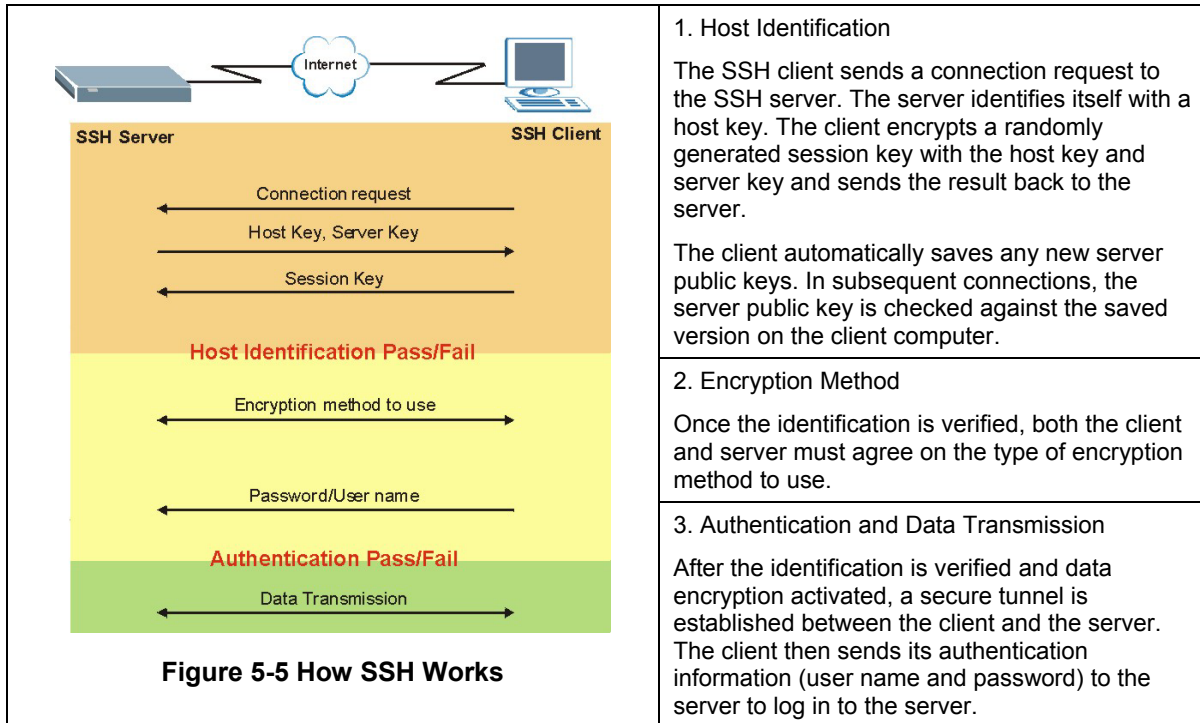 Internet
SSH Server
SSH Client
Connection request
Host Key, Server Key
Session Key
Host Identification Pass/Fail
Encryption method to use
Password/User name
Authentication Pass/Fail
Data Transmission
Figure 5-5 How SSH Works
1. Host Identification
The SSH client sends a connection request to
the SSH server. The server identifies itself with a
host key. The client encrypts a randomly
generated session key with the host key and
server key and sends the result back to the
server.
The client automatically saves any new server
public keys. In subsequent connections, the
server public key is checked against the saved
version on the client computer.
2. Encryption Method
Once the identification is verified, both the client
and server must agree on the type of encryption
method to use.
3. Authentication and Data Transmission
After the identification is verified and data
encryption activated, a secure tunnel is
established between the client and the server.
The client then sends its authentication
information (user name and password) to the
server to log in to the server.